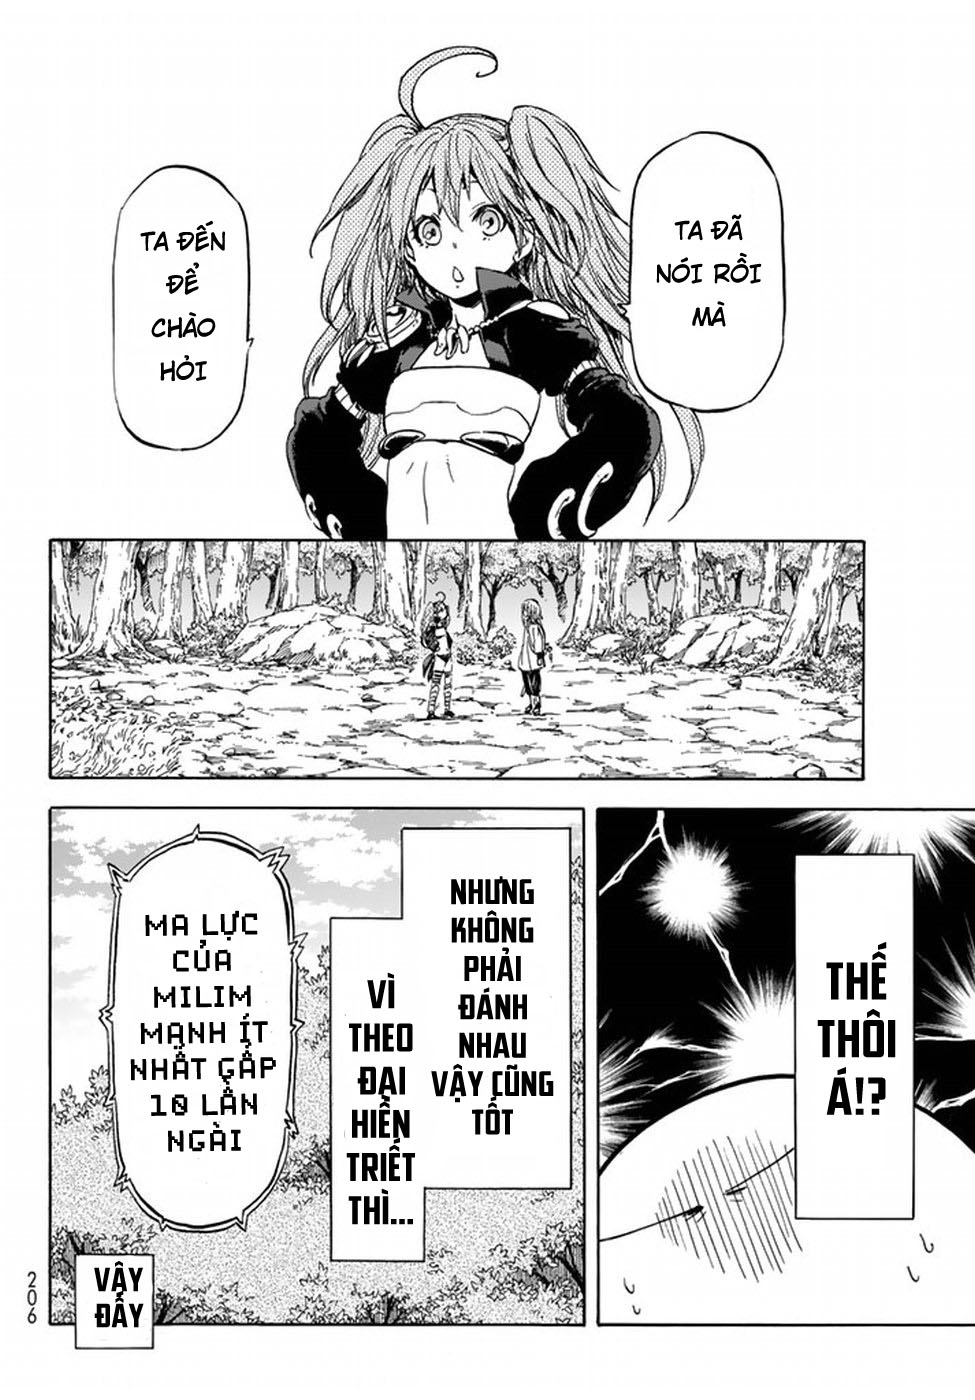 TA ĐÃ
NÓI RỒI
MÀ
TA ĐẾN
ĐỂ
CHÀO
HỎI
THẾ
THÔI
Á!?
NHƯNG
KHÔNG
PHẢI
ĐÁNH
NHAU
VẬY CŨNG
TỐT
VÌ
THEO
ĐẠI
HIỀN
TRIẾT
THÌ...
MA LỰC
CỦA
MILIM
MẠNH ÍT
NHẤT GẤP
10 LẦN
NGÀI
VẬY
ĐẤY
206